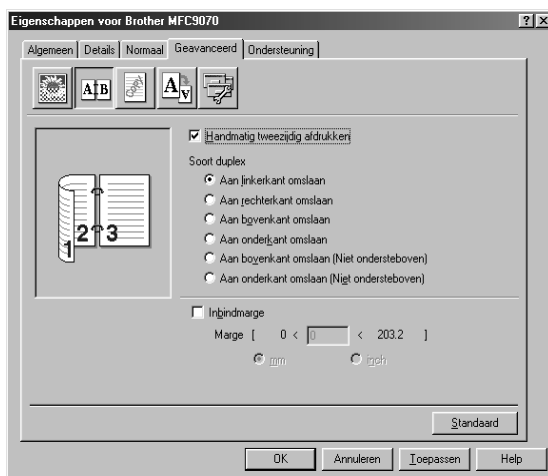 Eigenschappen voor Brother MFC9070
Algemeen Details Normaal Geavanceerd Ondersteuning
A B
A A
1 2 3
Handmatig tweezijdig afdrukken
Soort duplex
Aan linkerkant omslaan
Aan rechterkant omslaan
Aan bovenkant omslaan
Aan onderkant omslaan
Aan bovenkant omslaan (Niet ondersteboven)
Aan onderkant omslaan (Niet ondersteboven)
Inbindmarge
Marge [ 0 < 0 < 203.2 ]
mm inch
Standaard
OK Annuleren Toepassen Help